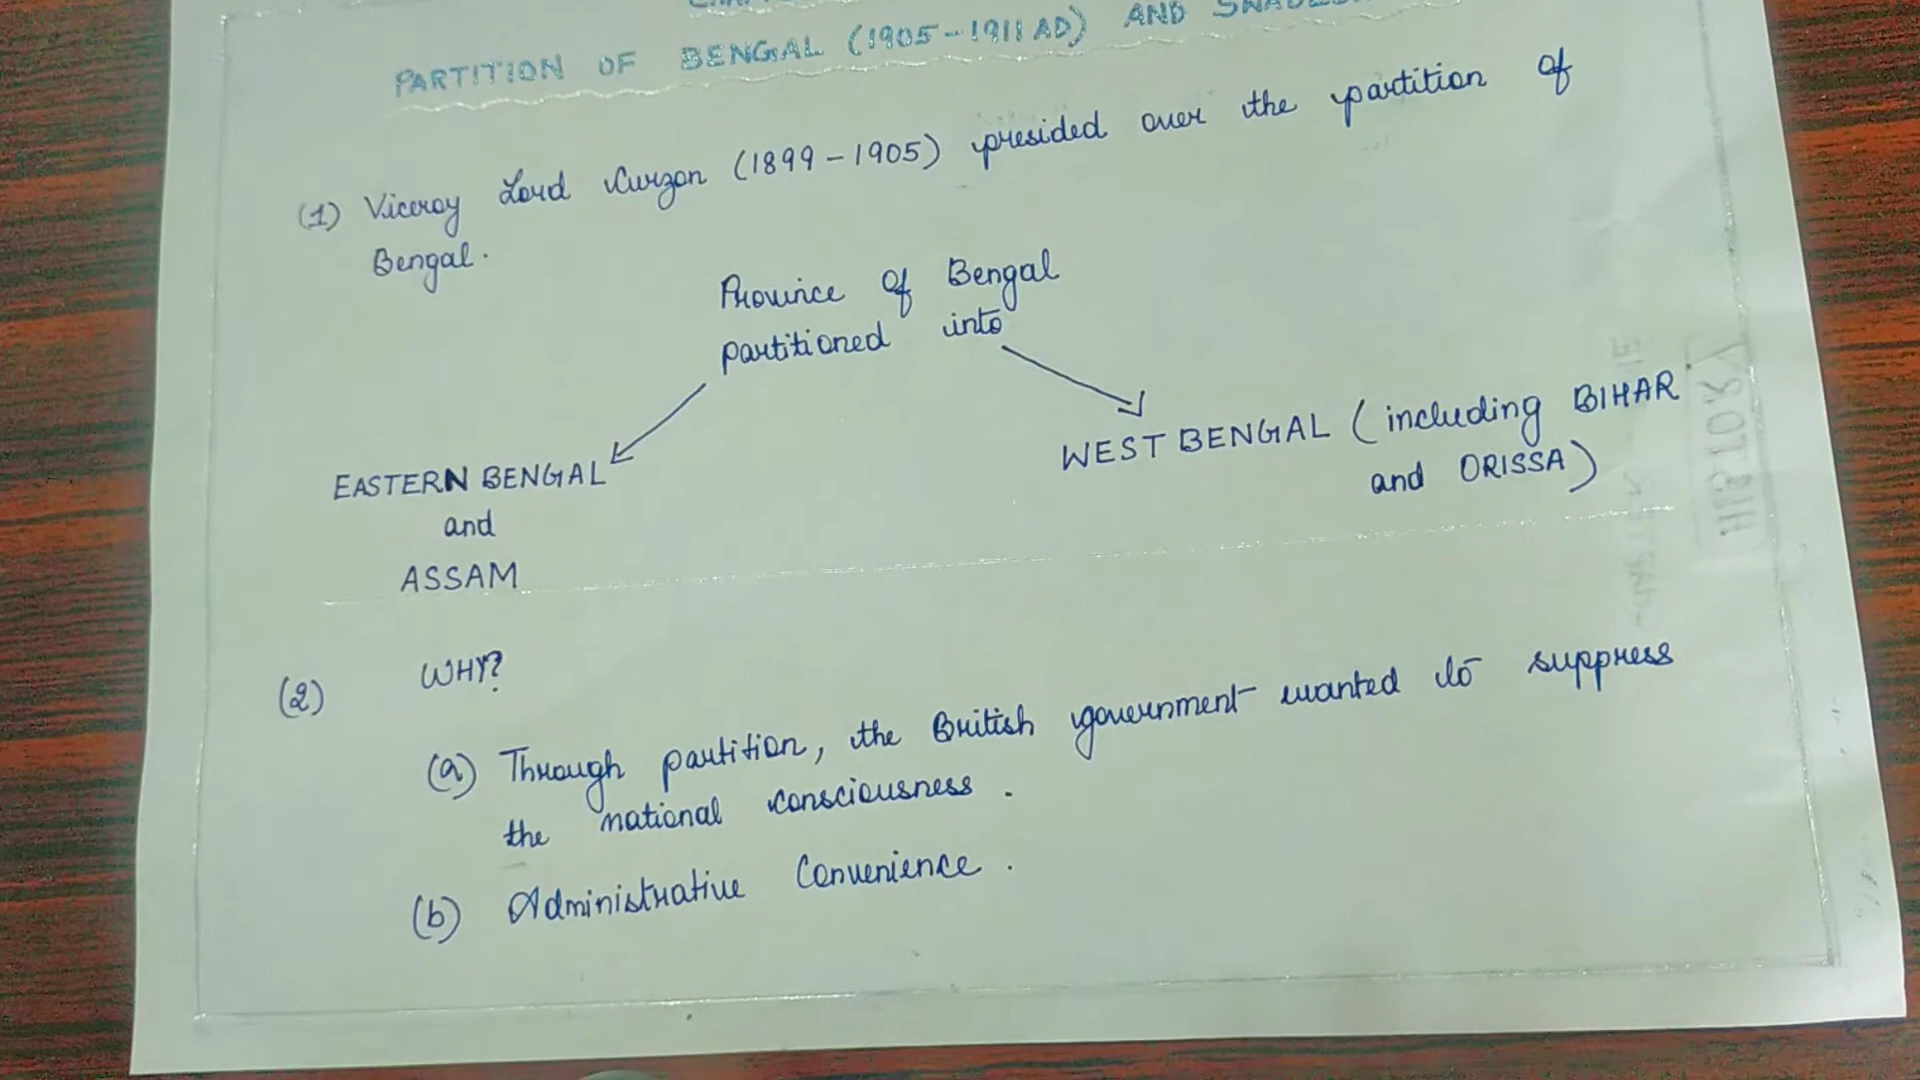 PARTITION OF BENGAL (1905-1911 AD) AND
(1) Viceroy Lord Curzon (1899-1905) presided over the partition of
Bengal.
Province of Bengal
partitioned into
EASTERN BENGAL
and
ASSAM
WEST BENGAL (including BIHAR
and ORISSA)
(2) WHY?
(a) Through partition, the British government wanted to suppress
the national consciousness.
(b) Administrative Convenience.
HISTORY